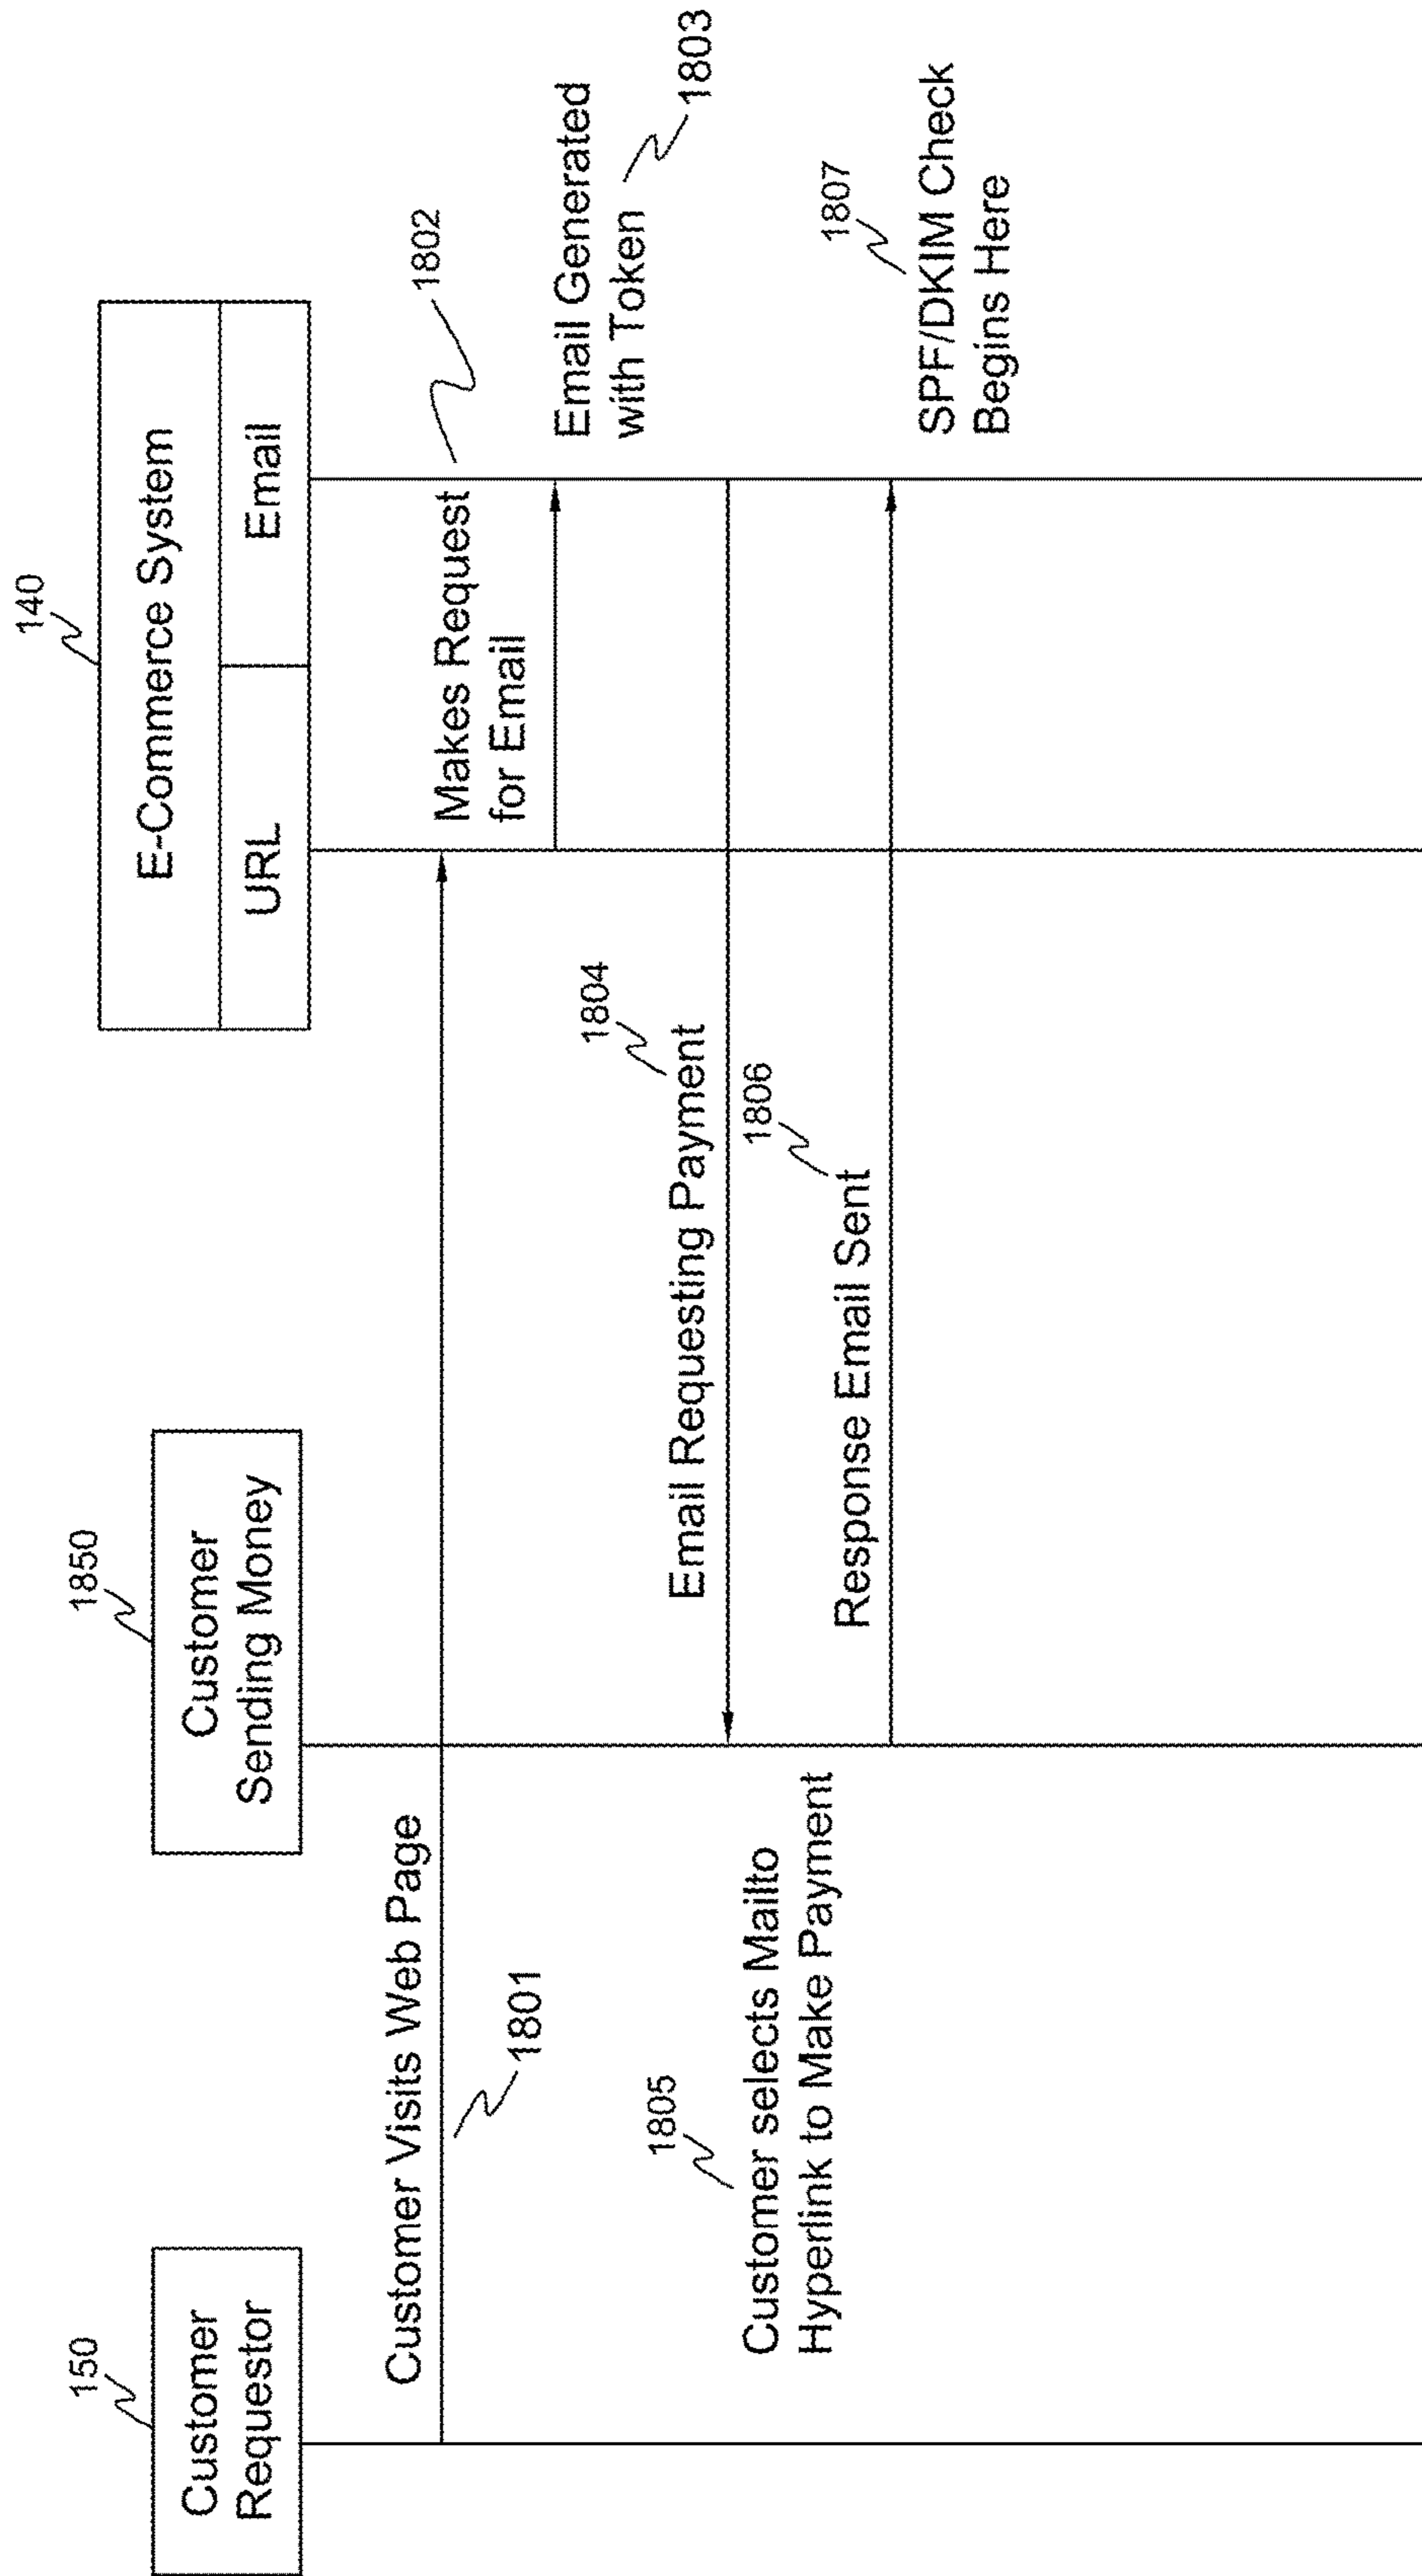 150
Customer
Requestor
1850
Customer
Sending Money
140
E-Commerce System
URL
Email
Customer Visits Web Page
1801
Makes Request
for Email
1802
Email Generated
with Token
1803
Email Requesting Payment
1804
1805
Customer selects Mailto
Hyperlink to Make Payment
1806
Response Email Sent
1807
SPF/DKIM Check
Begins Here